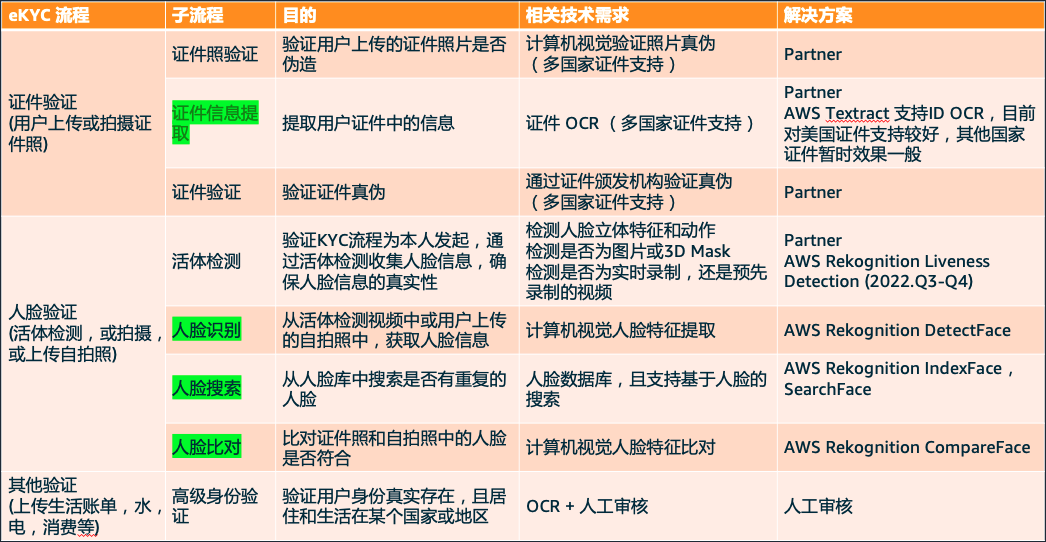 eKYC 流程
子流程
目的
相关技术需求
解决方案
证件验证
(用户上传或拍摄证
件照)
证件照验证
验证用户上传的证件照片是否
伪造
计算机视觉验证照片真伪
（多国家证件支持）
Partner
证件信息提
取
提取用户证件中的信息
证件 OCR （多国家证件支持）
Partner
AWS Textract 支持ID OCR，目前
对美国证件支持较好，其他国家
证件暂时效果一般
证件验证
验证证件真伪
通过证件颁发机构验证真伪
（多国家证件支持）
Partner
人脸验证
(活体检测，或拍摄，
或上传自拍照)
活体检测
验证KYC流程为本人发起，通
过活体检测收集人脸信息，确
保人脸信息的真实性
检测人脸立体特征和动作
检测是否为图片或3D Mask
检测是否为实时录制，还是预先
录制的视频
Partner
AWS Rekognition Liveness
Detection (2022.Q3-Q4)
人脸识别
从活体检测视频中或用户上传
的自拍照中，获取人脸信息
计算机视觉人脸特征提取
AWS Rekognition DetectFace
人脸搜索
从人脸库中搜索是否有重复的
人脸
人脸数据库，且支持基于人脸的
搜索
AWS Rekognition IndexFace，
SearchFace
人脸比对
比对证件照和自拍照中的人脸
是否符合
计算机视觉人脸特征比对
AWS Rekognition CompareFace
其他验证
(上传生活账单，水，
电，消费等)
高级身份验
证
验证用户身份真实存在，且居
住和生活在某个国家或地区
OCR + 人工审核
人工审核